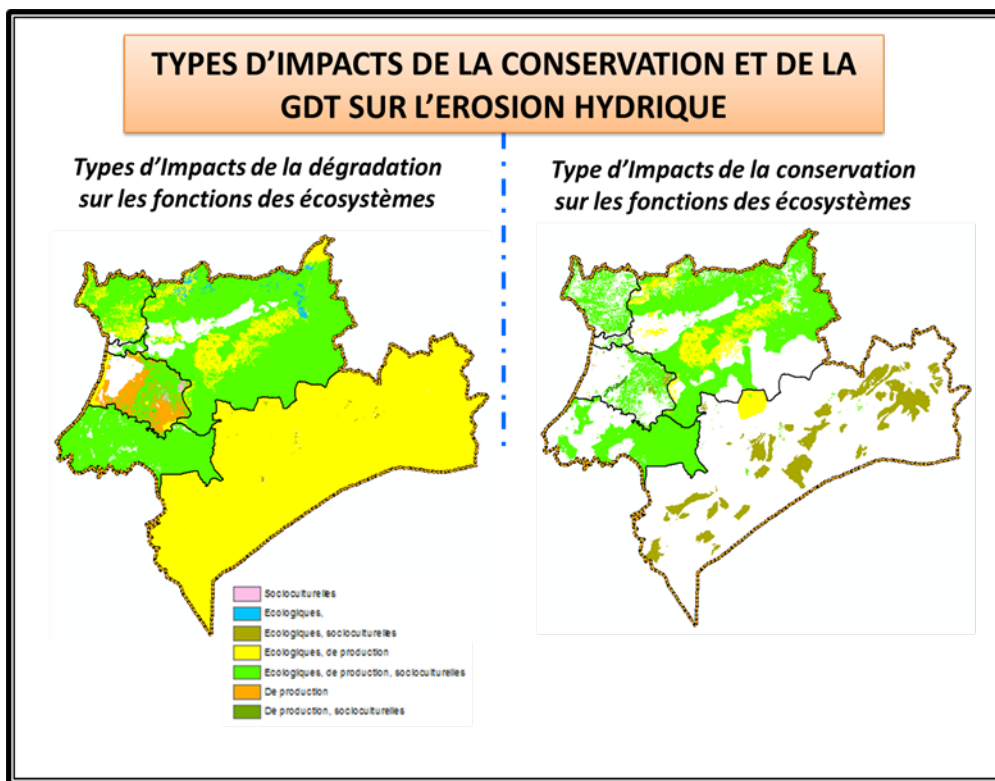 TYPES D'IMPACTS DE LA CONSERVATION ET DE LA
GDT SUR L'EROSION HYDRIQUE
Types d'Impacts de la dégradation
sur les fonctions des écosystèmes
Type d'Impacts de la conservation
sur les fonctions des écosystèmes
Socioculturelles
Ecologiques,
Ecologiques, socioculturelles
Ecologiques, de production
Ecologiques, de production, socioculturelles
De production
De production, socioculturelles